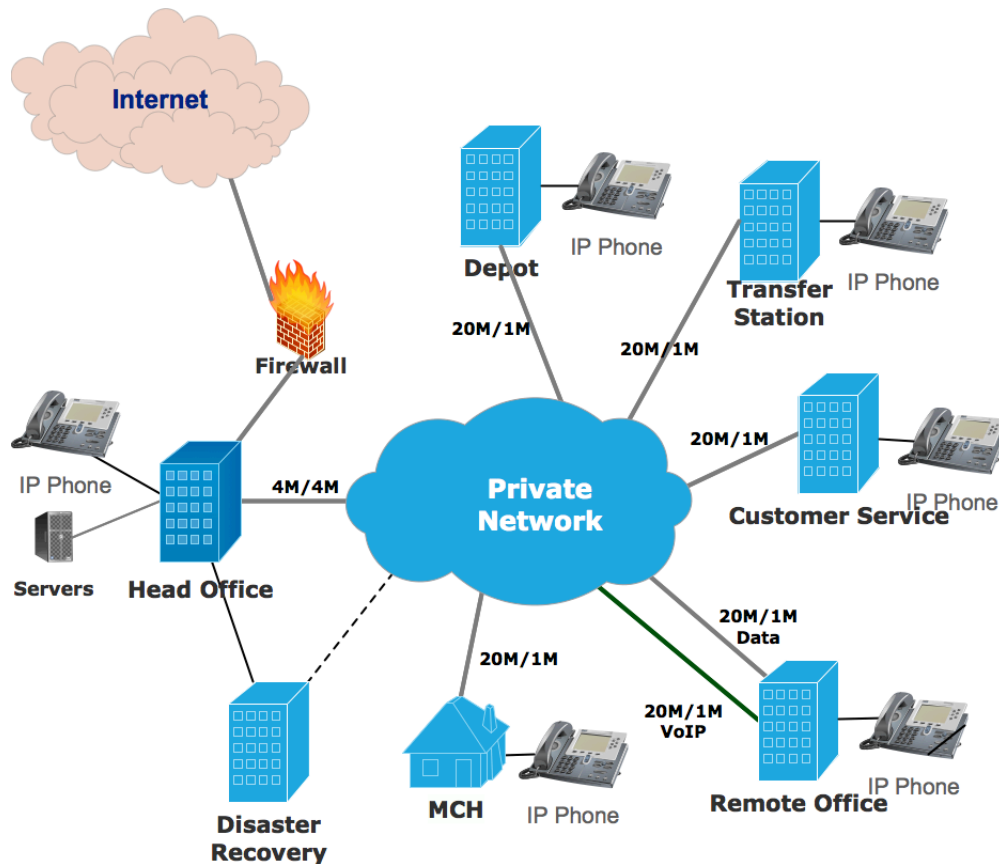 Internet
Depot
IP Phone
Transfer
Station
IP Phone
20M/1M
20M/1M
Firewall
IP Phone
20M/1M
4M/4M
Private
Network
Customer Service
IP Phone
Servers
Head Office
20M/1M
Data
20M/1M
20M/1M
VoIP
IP Phone
Remote Office
MCH
IP Phone
Disaster
Recovery